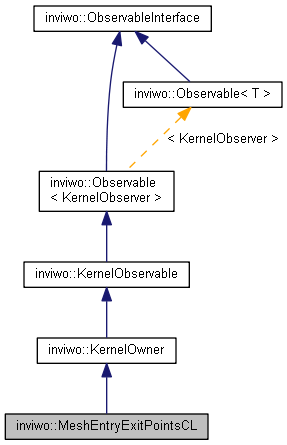 inviwo::ObservableInterface
inviwo::Observable< T >
< KernelObserver >
inviwo::Observable
< KernelObserver >
inviwo::KernelObservable
inviwo::KernelOwner
inviwo::MeshEntryExitPointsCL